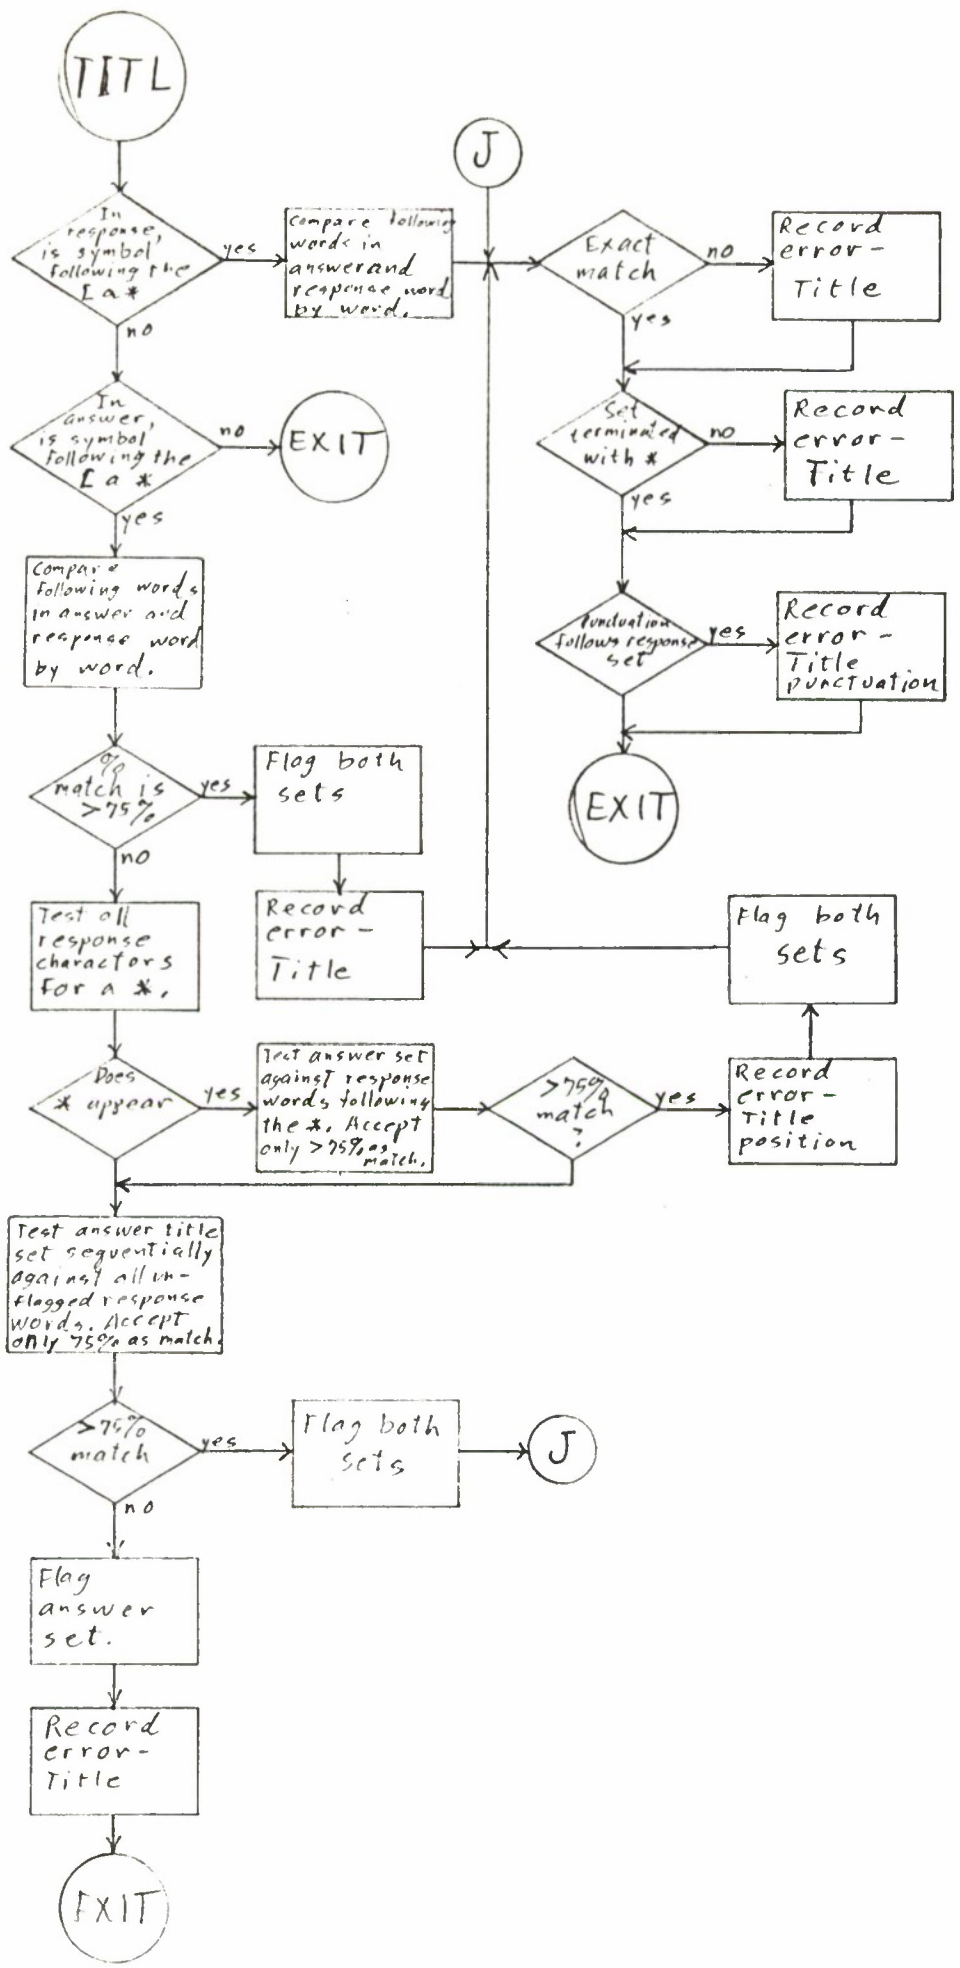 TITL
In
response,
is symbol
following the
[ a *
yes
no
Compare following
words in
answer and
response word
by word.
J
Exact
match
no
yes
Record
error -
Title
In
answer,
is symbol
following the
[ a *
no
yes
EXIT
Set
terminated
with *
no
yes
Record
error -
Title
Compare
following words
in answer and
response word
by word.
Punctuation
follows response
set
yes
Record
error -
Title
punctuation
EXIT
%
match is
>75%
yes
no
Flag both
sets
Record
error -
Title
Test all
response
charactors
for a *.
Flag both
sets
Does
* appear
yes
Test answer set
against response
words following
the *. Accept
only >75% as
match.
>75%
match
?
yes
Record
error -
Title
position
Test answer title
set sequentially
against all un-
flagged response
words. Accept
only 75% as match.
>75%
match
yes
no
Flag both
sets
J
Flag
answer
set.
Record
error -
Title
EXIT